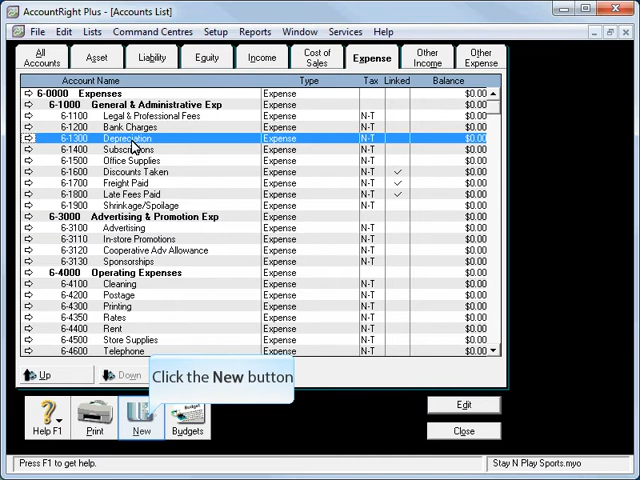 AccountRight Plus - [Accounts List]
File Edit Lists Command Centres Setup Reports Window Services Help
All Accounts Asset Liability Equity Income Cost of Sales Expense Other Income Other Expense
Account Name Type Tax Linked Balance
6-0000 Expenses Expense $0.00
6-1000 General & Administrative Exp Expense $0.00
6-1100 Legal & Professional Fees Expense N-T $0.00
6-1200 Bank Charges Expense N-T $0.00
6-1300 Depreciation Expense N-T $0.00
6-1400 Subscriptions Expense N-T $0.00
6-1500 Office Supplies Expense N-T $0.00
6-1600 Discounts Taken Expense N-T ✓ $0.00
6-1700 Freight Paid Expense N-T ✓ $0.00
6-1800 Late Fees Paid Expense N-T ✓ $0.00
6-1900 Shrinkage/Spoilage Expense N-T $0.00
6-3000 Advertising & Promotion Exp Expense $0.00
6-3100 Advertising Expense N-T $0.00
6-3110 In-store Promotions Expense N-T $0.00
6-3120 Cooperative Adv Allowance Expense N-T $0.00
6-3130 Sponsorships Expense N-T $0.00
6-4000 Operating Expenses Expense $0.00
6-4100 Cleaning Expense N-T $0.00
6-4200 Postage Expense N-T $0.00
6-4300 Printing Expense N-T $0.00
6-4350 Rates Expense N-T $0.00
6-4400 Rent Expense N-T $0.00
6-4500 Store Supplies Expense N-T $0.00
6-4600 Telephone Expense N-T $0.00
Up Down
Click the New button
Help F1 Print New Budgets
Budget
Edit
Close
Press F1 to get help. Stay N Play Sports.myo